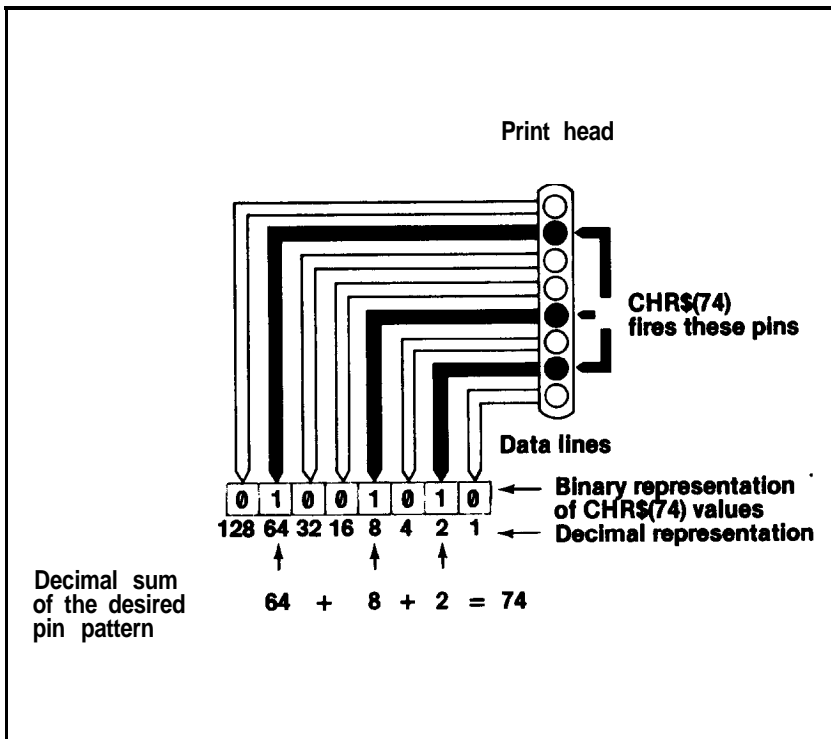 Print head
CHR$(74)
fires these pins
Data lines
0 1 0 0 1 0 1 0
Binary representation
of CHR$(74) values
128 64 32 16 8 4 2 1
Decimal representation
Decimal sum
of the desired
pin pattern
64 + 8 + 2 = 74